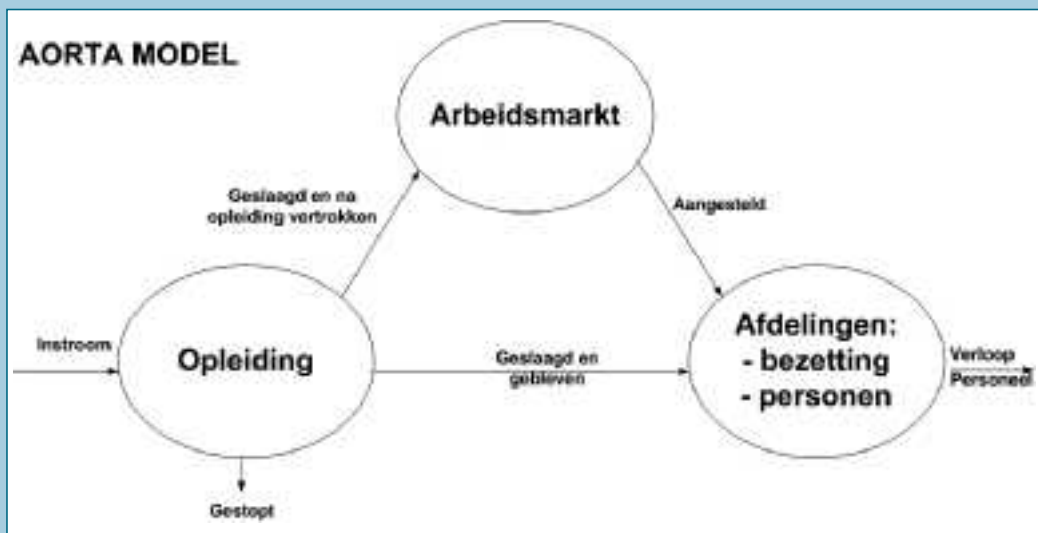 AORTA MODEL
Arbeidsmarkt
Geslaagd en na
opleiding vertrokken
Aangesteld
Instroom
Opleiding
Geslaagd en
gebleven
Afdelingen:
- bezetting
- personen
Verloop
Personeel
Gestopt